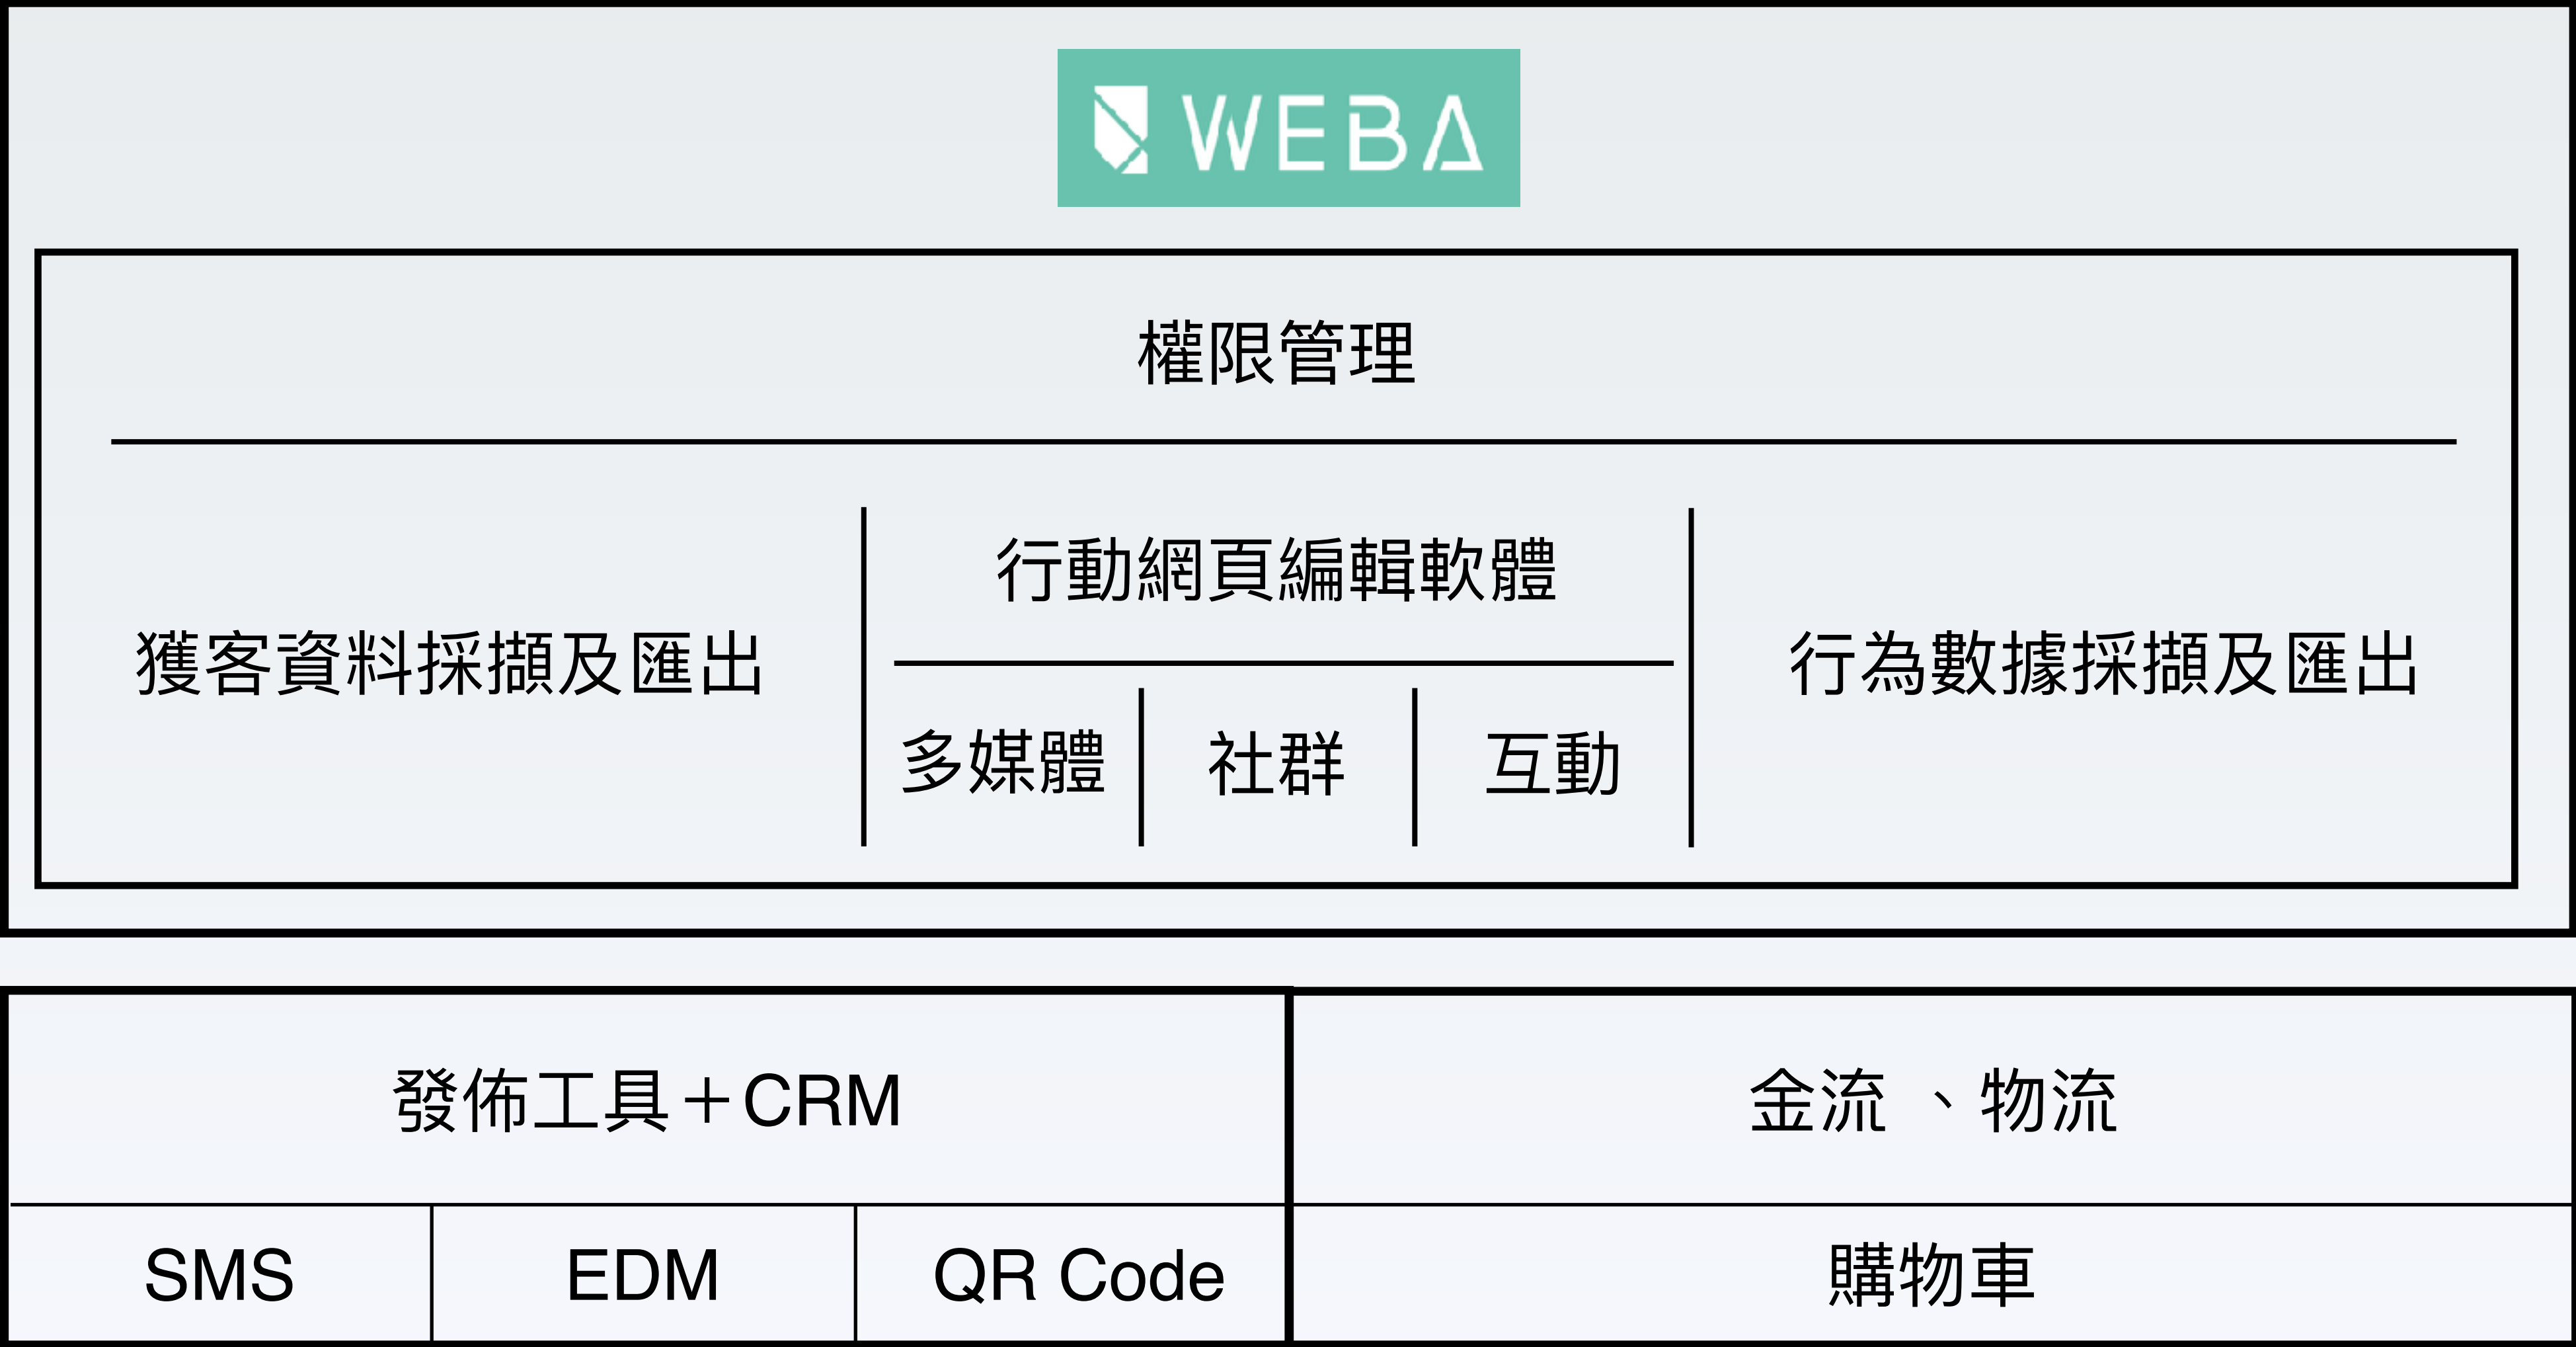 WEBA
權限管理
獲客資料採擷及匯出
行動網頁編輯軟體
多媒體
社群
互動
行為數據採擷及匯出
發佈工具＋CRM
SMS
EDM
QR Code
金流 、物流
購物車